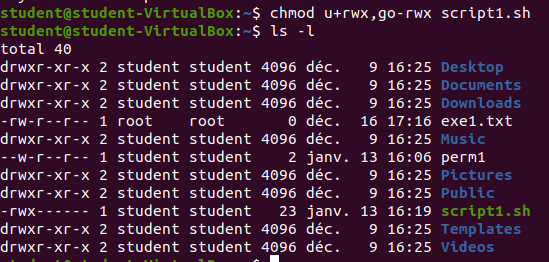 student@student-VirtualBox:~$ chmod u+rwx,go-rwx script1.sh
student@student-VirtualBox:~$ ls -l
total 40
drwxr-xr-x 2 student student 4096 déc.   9 16:25 Desktop
drwxr-xr-x 2 student student 4096 déc.   9 16:25 Documents
drwxr-xr-x 2 student student 4096 déc.   9 16:25 Downloads
-rw-r--r-- 1 root    root       0 déc.  16 17:16 exe1.txt
drwxr-xr-x 2 student student 4096 déc.   9 16:25 Music
--w-r--r-- 1 student student    2 janv. 13 16:06 perm1
drwxr-xr-x 2 student student 4096 déc.   9 16:25 Pictures
drwxr-xr-x 2 student student 4096 déc.   9 16:25 Public
-rwx------ 1 student student   23 janv. 13 16:19 script1.sh
drwxr-xr-x 2 student student 4096 déc.   9 16:25 Templates
drwxr-xr-x 2 student student 4096 déc.   9 16:25 Videos
student@student-VirtualBox:~$